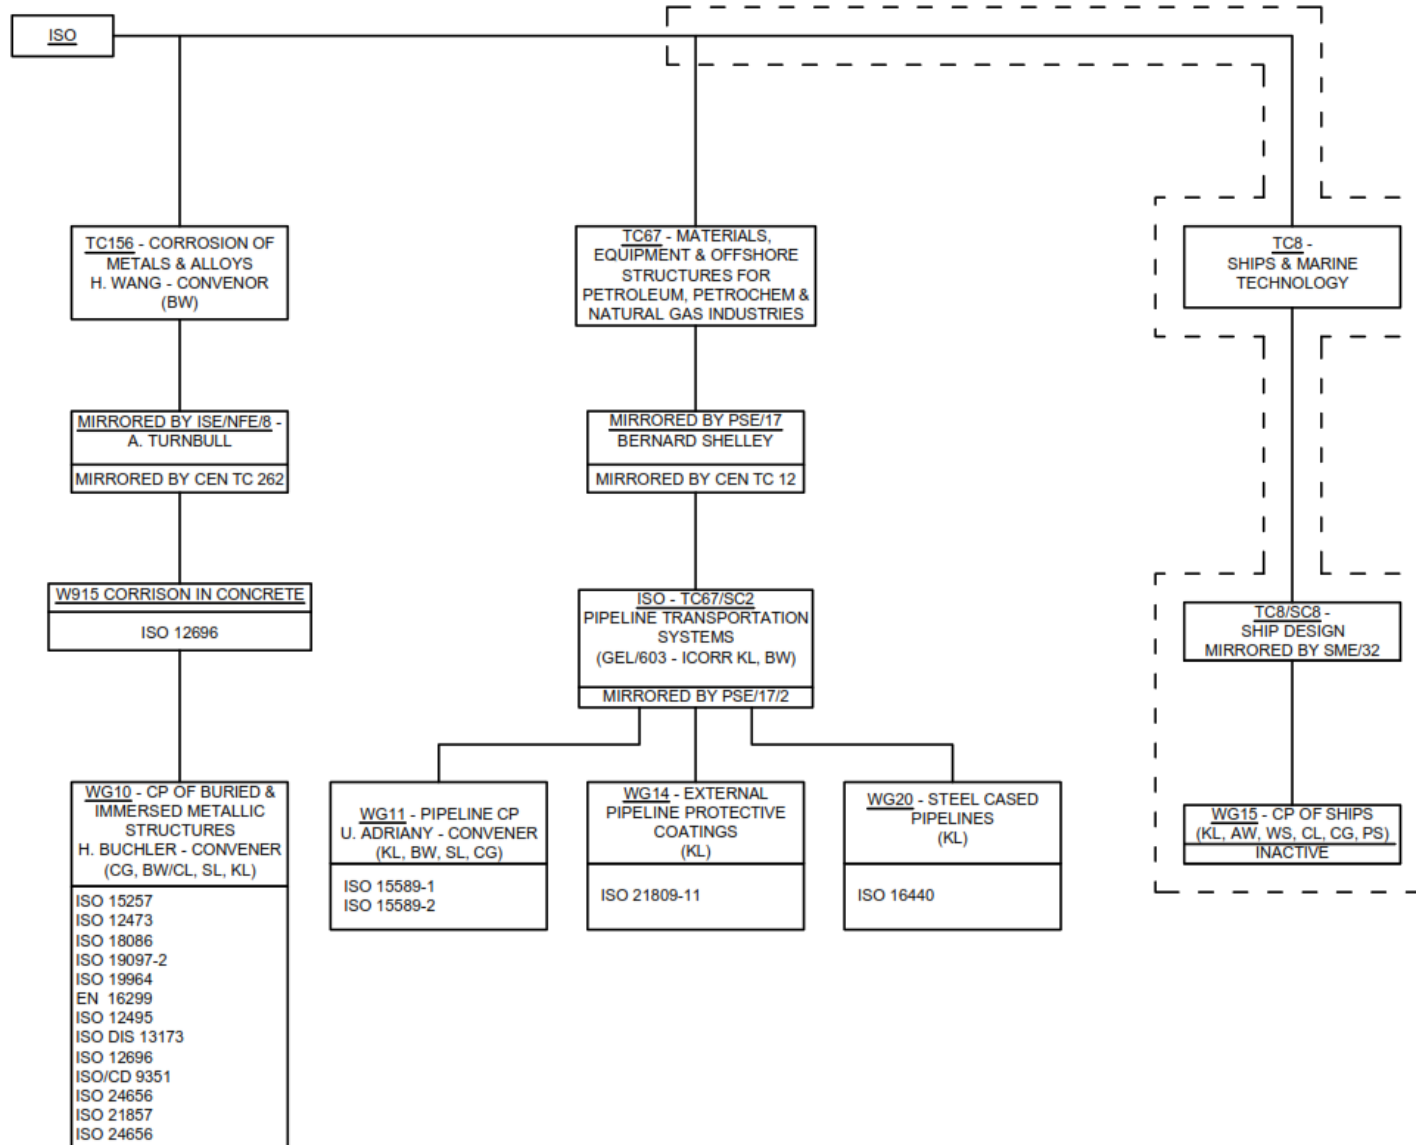 ISO
TC156 - CORROSION OF
METALS & ALLOYS
H. WANG - CONVENOR
(BW)
TC67 - MATERIALS,
EQUIPMENT & OFFSHORE
STRUCTURES FOR
PETROLEUM, PETROCHEM &
NATURAL GAS INDUSTRIES
TC8 -
SHIPS & MARINE
TECHNOLOGY
MIRRORED BY ISE/NFE/8 -
A. TURNBULL
MIRRORED BY CEN TC 262
MIRRORED BY PSE/17
BERNARD SHELLEY
MIRRORED BY CEN TC 12
W915 CORRISON IN CONCRETE
ISO 12696
ISO - TC67/SC2
PIPELINE TRANSPORTATION
SYSTEMS
(GEL/603 - ICORR KL, BW)
MIRRORED BY PSE/17/2
TC8/SC8 -
SHIP DESIGN
MIRRORED BY SME/32
WG10 - CP OF BURIED &
IMMERSED METALLIC
STRUCTURES
H. BUCHLER - CONVENER
(CG, BW/CL, SL, KL)
ISO 15257
ISO 12473
ISO 18086
ISO 19097-2
ISO 19964
EN 16299
ISO 12495
ISO DIS 13173
ISO 12696
ISO/CD 9351
ISO 24656
ISO 21857
ISO 24656
WG11 - PIPELINE CP
U. ADRIANY - CONVENER
(KL, BW, SL, CG)
ISO 15589-1
ISO 15589-2
WG14 - EXTERNAL
PIPELINE PROTECTIVE
COATINGS
(KL)
ISO 21809-11
WG20 - STEEL CASED
PIPELINES
(KL)
ISO 16440
WG15 - CP OF SHIPS
(KL, AW, WS, CL, CG, PS)
INACTIVE